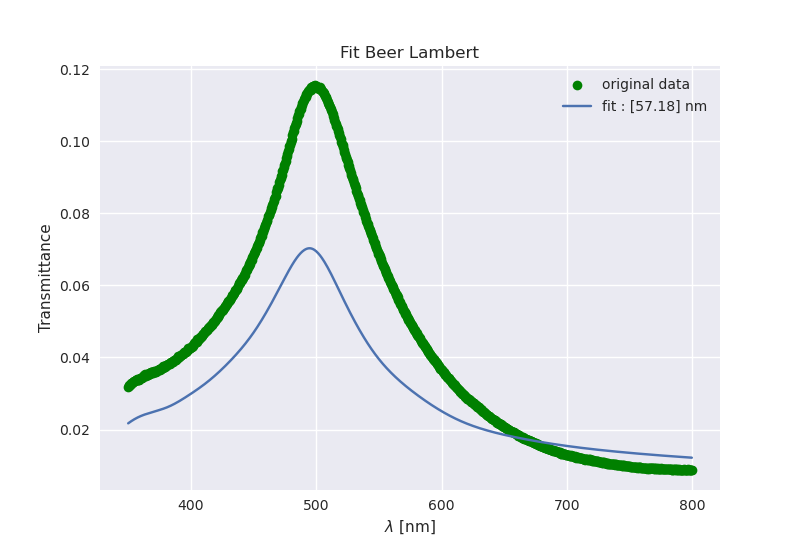 Fit Beer Lambert
original data
fit : [57.18] nm
Transmittance
0.12
0.10
0.08
0.06
0.04
0.02
400 500 600 700 800
λ [nm]